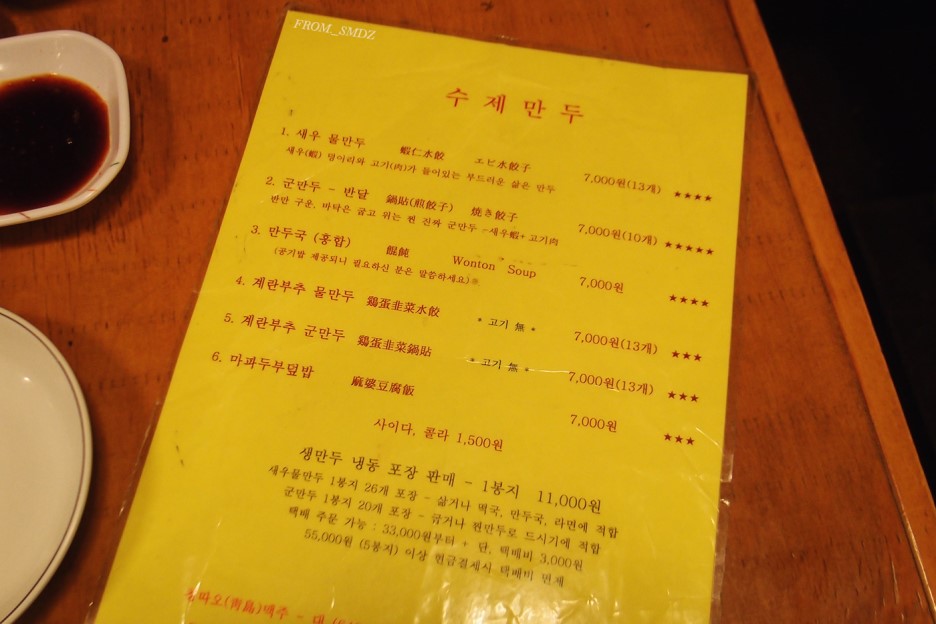 FROM_SMDZ
수 제 만 두
1. 새우 물만두 蝦仁水餃 エビ水餃子 7,000원(13개) ★★★★
새우(蝦) 덩어리와 고기(肉)가 들어있는 부드러운 삶은 만두
2. 군만두 - 반달 鍋貼(煎餃子) 焼き餃子 7,000원(10개) ★★★★★
반만 구운, 바닥은 굽고 위는 찐 진짜 군만두 -새우蝦+고기肉
3. 만두국 (홍합) 餛飩 Wonton Soup 7,000원 ★★★★
(공기밥 제공되니 필요하신 분은 말씀하세요)
4. 계란부추 물만두 鶏蛋韭菜水餃 * 고기 無 * 7,000원(13개) ★★★
5. 계란부추 군만두 鶏蛋韭菜鍋貼 * 고기 無 * 7,000원(13개) ★★★
6. 마파두부덮밥 麻婆豆腐飯 7,000원 ★★★
사이다, 콜라 1,500원
생만두 냉동 포장 판매 - 1봉지 11,000원
새우물만두 1봉지 26개 포장 - 삶거나 떡국, 만두국, 라면에 적합
군만두 1봉지 20개 포장 - 굽거나 찐만두로 드시기에 적합
택배 주문 가능 : 33,000원부터 + 단, 택배비 3,000원
55,000원 (5봉지) 이상 현금결제시 택배비 면제
칭따오(靑島)맥주 - 대